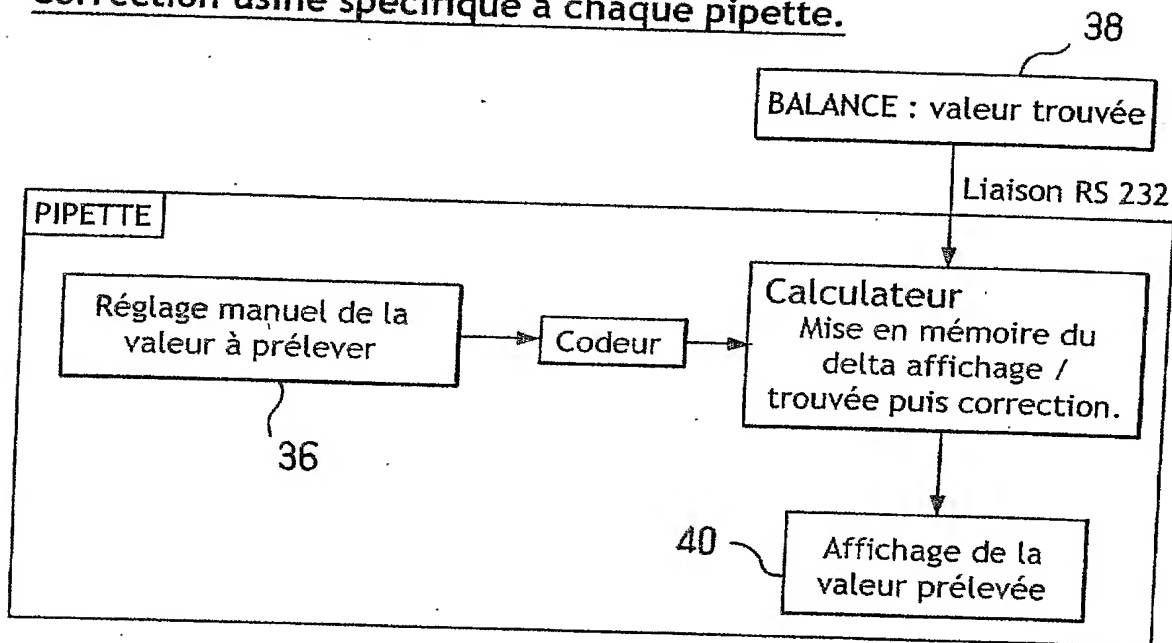 Correction usine spécifique à chaque pipette.
38
BALANCE : valeur trouvée
Liaison RS 232
PIPETTE
Réglage manuel de la
valeur à prélever
36
Codeur
Calculateur
Mise en mémoire du
delta affichage /
trouvée puis correction.
40
Affichage de la
valeur prélevée